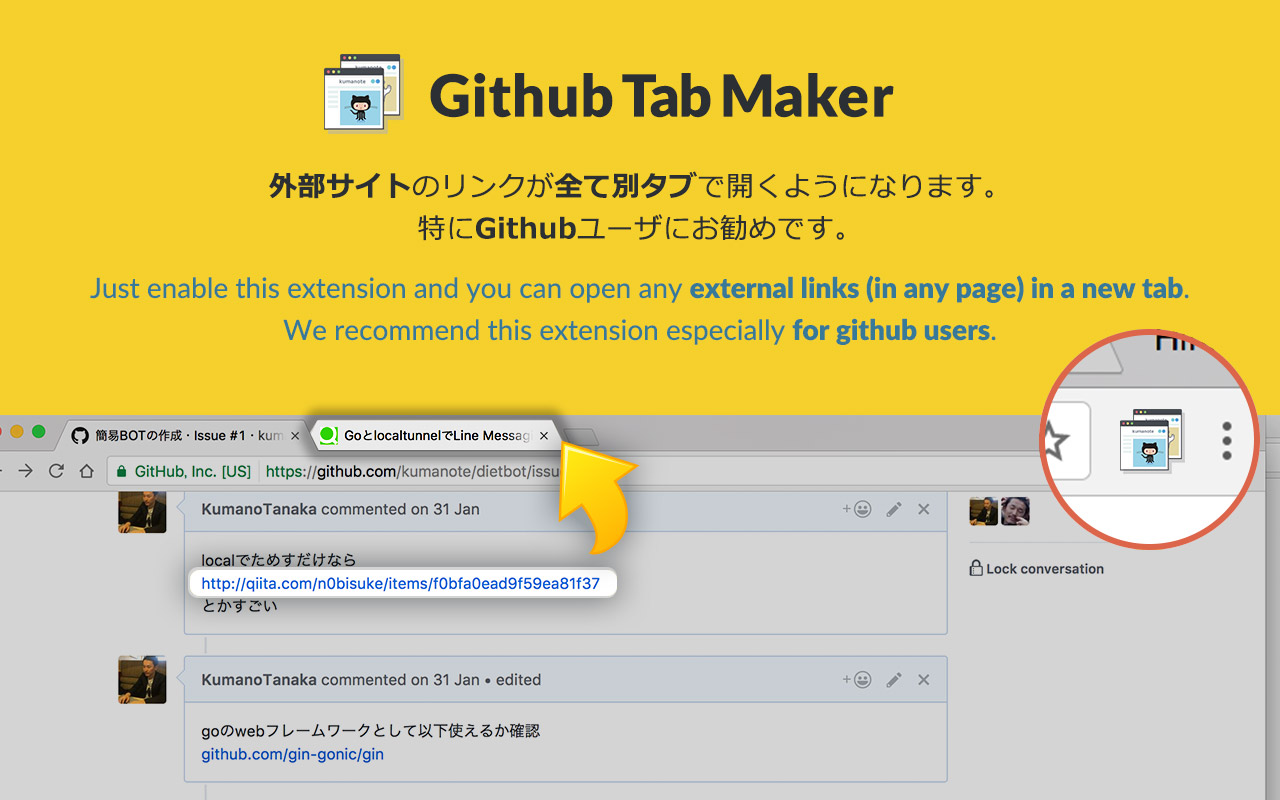 kumanote
Github Tab Maker
外部サイトのリンクが全て別タブで開くようになります。
特にGithubユーザにお勧めです。
Just enable this extension and you can open any external links (in any page) in a new tab.
We recommend this extension especially for github users.
簡易BOTの作成・Issue #1・kum
GoとlocaltunnelでLine Messag
GitHub, Inc. [US]
https://github.com/kumanote/dietbot/issu
kumanote
KumanoTanaka commented on 31 Jan
localでためすだけなら
http://qiita.com/n0bisuke/items/f0bfa0ead9f59ea81f37
とかすごい
Lock conversation
KumanoTanaka commented on 31 Jan • edited
goのwebフレームワークとして以下使えるか確認
github.com/gin-gonic/gin